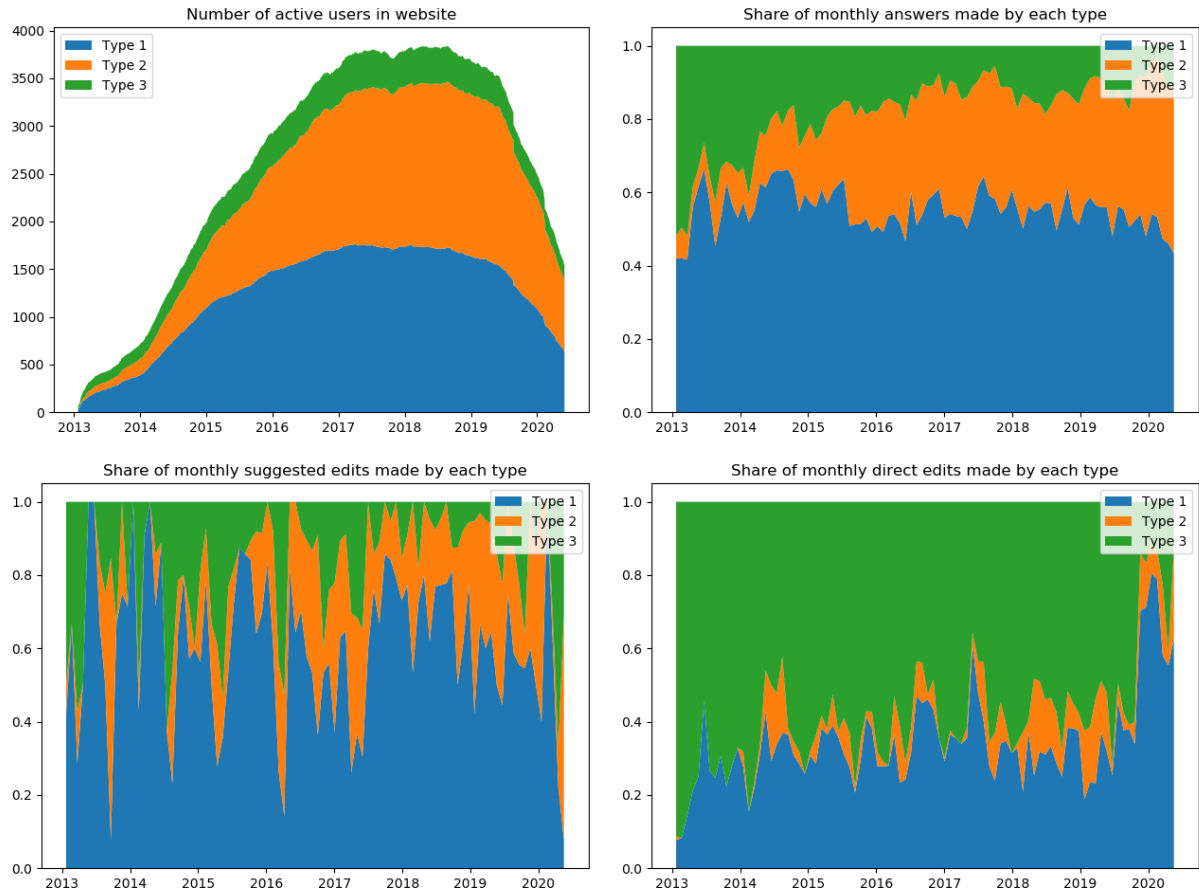 Number of active users in website
4000
3500
3000
2500
2000
1500
1000
500
0
2013 2014 2015 2016 2017 2018 2019 2020
Type 1
Type 2
Type 3
Share of monthly answers made by each type
1.0
0.8
0.6
0.4
0.2
0.0
2013 2014 2015 2016 2017 2018 2019 2020
Type 1
Type 2
Type 3
Share of monthly suggested edits made by each type
1.0
0.8
0.6
0.4
0.2
0.0
2013 2014 2015 2016 2017 2018 2019 2020
Type 1
Type 2
Type 3
Share of monthly direct edits made by each type
1.0
0.8
0.6
0.4
0.2
0.0
2013 2014 2015 2016 2017 2018 2019 2020
Type 1
Type 2
Type 3